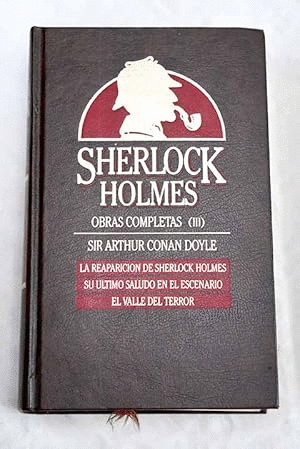 SHERLOCK
HOLMES
OBRAS COMPLETAS (III)
SIR ARTHUR CONAN DOYLE
LA REAPARICION DE SHERLOCK HOLMES
SU ULTIMO SALUDO EN EL ESCENARIO
EL VALLE DEL TERROR